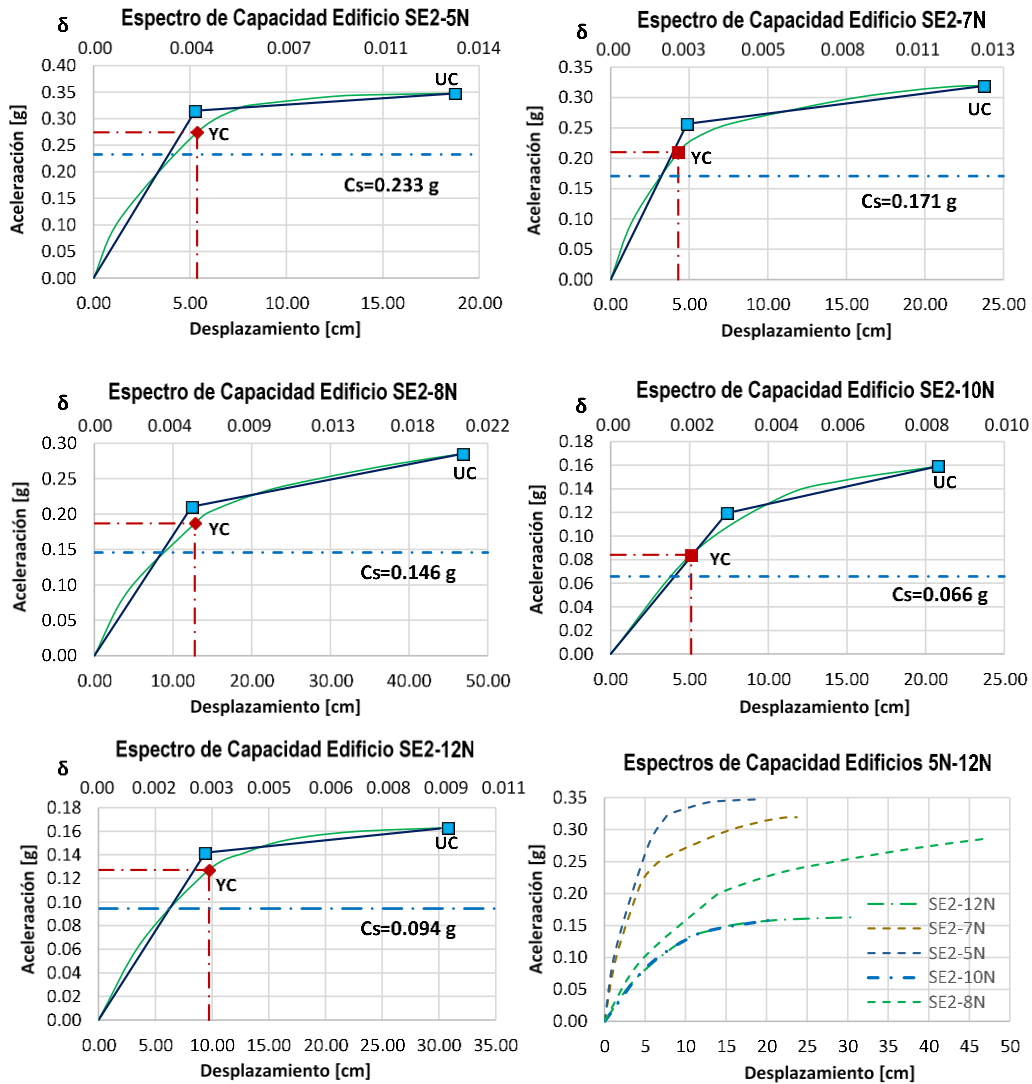 Espectro de Capacidad Edificio SE2-5N
δ
0.00 0.004 0.007 0.011 0.014
0.40
0.35
0.30
0.25
0.20
0.15
0.10
0.05
0.00
Aceleraación [g]
UC
YC
Cs=0.233 g
0.00 5.00 10.00 15.00 20.00
Desplazamiento [cm]
Espectro de Capacidad Edificio SE2-7N
δ
0.00 0.003 0.005 0.008 0.011 0.013
0.35
0.30
0.25
0.20
0.15
0.10
0.05
0.00
Aceleraación [g]
UC
YC
Cs=0.171 g
0.00 5.00 10.00 15.00 20.00 25.00
Desplazamiento [cm]
Espectro de Capacidad Edificio SE2-8N
δ
0.00 0.004 0.009 0.013 0.018 0.022
0.30
0.25
0.20
0.15
0.10
0.05
0.00
Aceleraación [g]
UC
YC
Cs=0.146 g
0.00 10.00 20.00 30.00 40.00 50.00
Desplazamiento [cm]
Espectro de Capacidad Edificio SE2-10N
δ
0.00 0.002 0.004 0.006 0.008 0.010
0.18
0.16
0.14
0.12
0.10
0.08
0.06
0.04
0.02
0.00
Aceleraación [g]
UC
YC
Cs=0.066 g
0.00 5.00 10.00 15.00 20.00 25.00
Desplazamiento [cm]
Espectro de Capacidad Edificio SE2-12N
δ
0.00 0.002 0.003 0.005 0.006 0.008 0.009 0.011
0.18
0.16
0.14
0.12
0.10
0.08
0.06
0.04
0.02
0.00
Aceleraación [g]
UC
YC
Cs=0.094 g
0.00 5.00 10.00 15.00 20.00 25.00 30.00 35.00
Desplazamiento [cm]
Espectros de Capacidad Edificios 5N-12N
0.35
0.30
0.25
0.20
0.15
0.10
0.05
0.00
Aceleraación [g]
SE2-12N
SE2-7N
SE2-5N
SE2-10N
SE2-8N
0 5 10 15 20 25 30 35 40 45 50
Desplazamiento [cm]